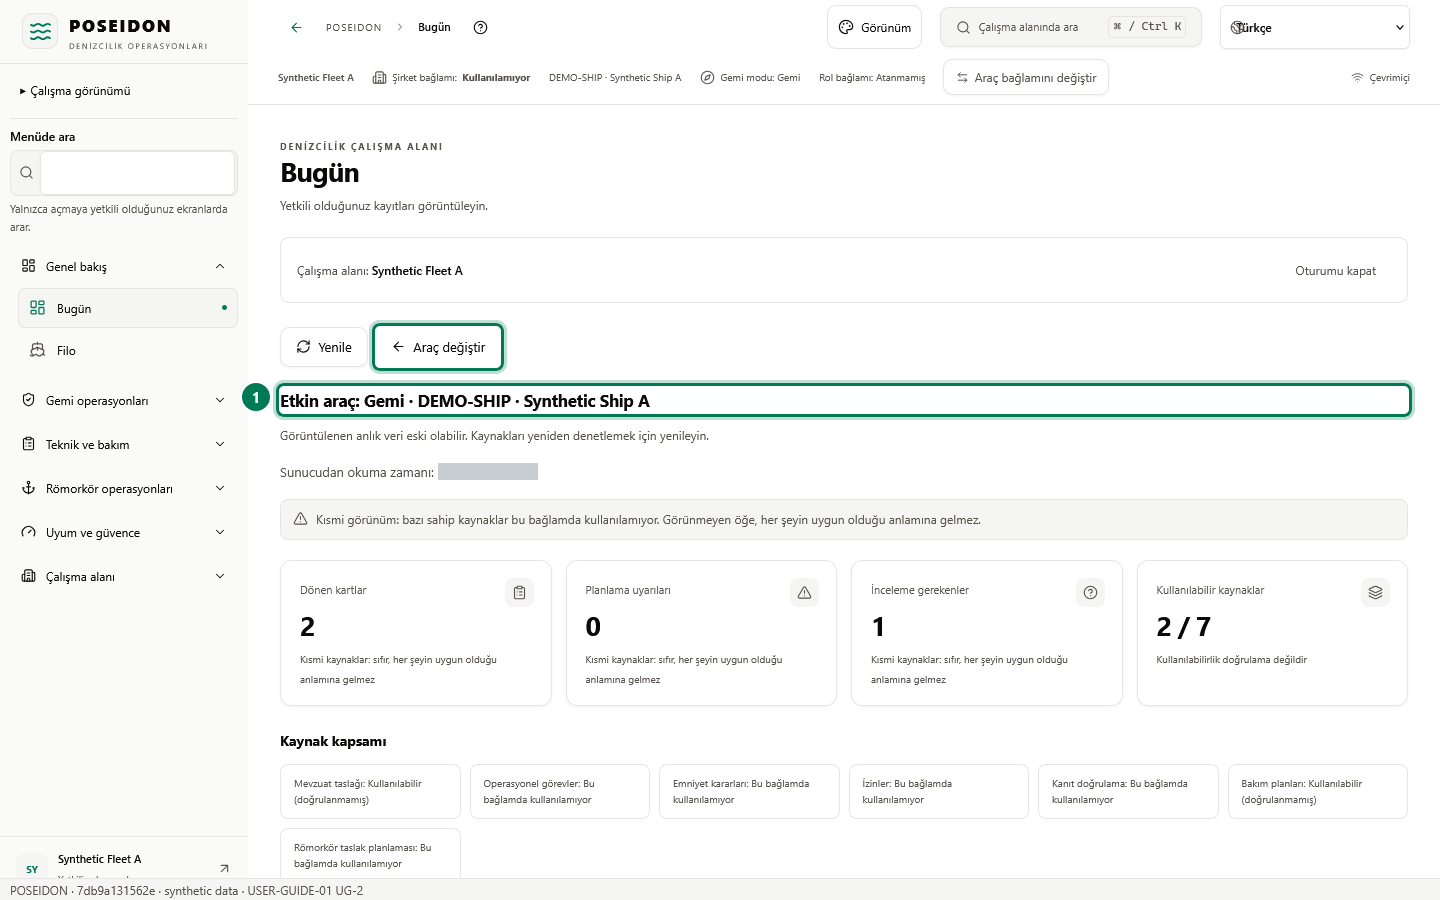 POSEIDON
DENİZCİLİK OPERASYONLARI
Çalışma görünümü
Menüde ara
Yalnızca açmaya yetkili olduğunuz ekranlarda
arar.
Genel bakış
Bugün
Filo
Gemi operasyonları
Teknik ve bakım
Römorkör operasyonları
Uyum ve güvence
Çalışma alanı
SY
Synthetic Fleet A
POSEIDON
Bugün
Görünüm
Çalışma alanında ara
⌘ / Ctrl K
Türkçe
Synthetic Fleet A
Şirket bağlamı: Kullanılamıyor
DEMO-SHIP · Synthetic Ship A
Gemi modu: Gemi
Rol bağlamı: Atanmamış
Araç bağlamını değiştir
Çevrimiçi
DENİZCİLİK ÇALIŞMA ALANI
Bugün
Yetkili olduğunuz kayıtları görüntüleyin.
Çalışma alanı: Synthetic Fleet A
Oturumu kapat
Yenile
Araç değiştir
1
Etkin araç: Gemi · DEMO-SHIP · Synthetic Ship A
Görüntülenen anlık veri eski olabilir. Kaynakları yeniden denetlemek için yenileyin.
Sunucudan okuma zamanı:
Kısmi görünüm: bazı sahip kaynaklar bu bağlamda kullanılamıyor. Görünmeyen öğe, her şeyin uygun olduğu anlamına gelmez.
Dönen kartlar
2
Kısmi kaynaklar: sıfır, her şeyin uygun olduğu
anlamına gelmez
Planlama uyarıları
0
Kısmi kaynaklar: sıfır, her şeyin uygun olduğu
anlamına gelmez
İnceleme gerekenler
1
Kısmi kaynaklar: sıfır, her şeyin uygun olduğu
anlamına gelmez
Kullanılabilir kaynaklar
2 / 7
Kullanılabilirlik doğrulama değildir
Kaynak kapsamı
Mevzuat taslağı: Kullanılabilir
(doğrulanmamış)
Operasyonel görevler: Bu
bağlamda kullanılamıyor
Emniyet kararları: Bu bağlamda
kullanılamıyor
İzinler: Bu bağlamda
kullanılamıyor
Kanıt doğrulama: Bu bağlamda
kullanılamıyor
Bakım planları: Kullanılabilir
(doğrulanmamış)
Römorkör taslak planlaması: Bu
bağlamda kullanılamıyor
POSEIDON · 7db9a131562e · synthetic data · USER-GUIDE-01 UG-2